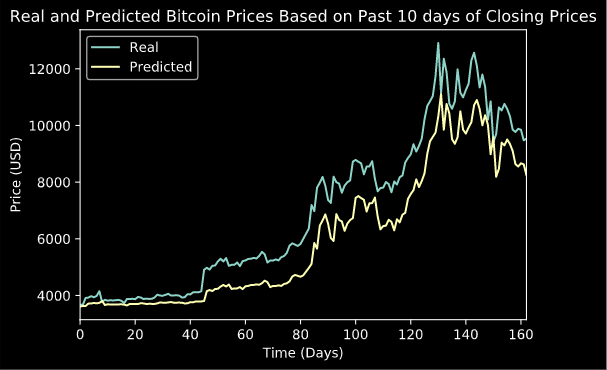 Real and Predicted Bitcoin Prices Based on Past 10 days of Closing Prices
Real
Predicted
12000
10000
8000
6000
4000
Price (USD)
0 20 40 60 80 100 120 140 160
Time (Days)